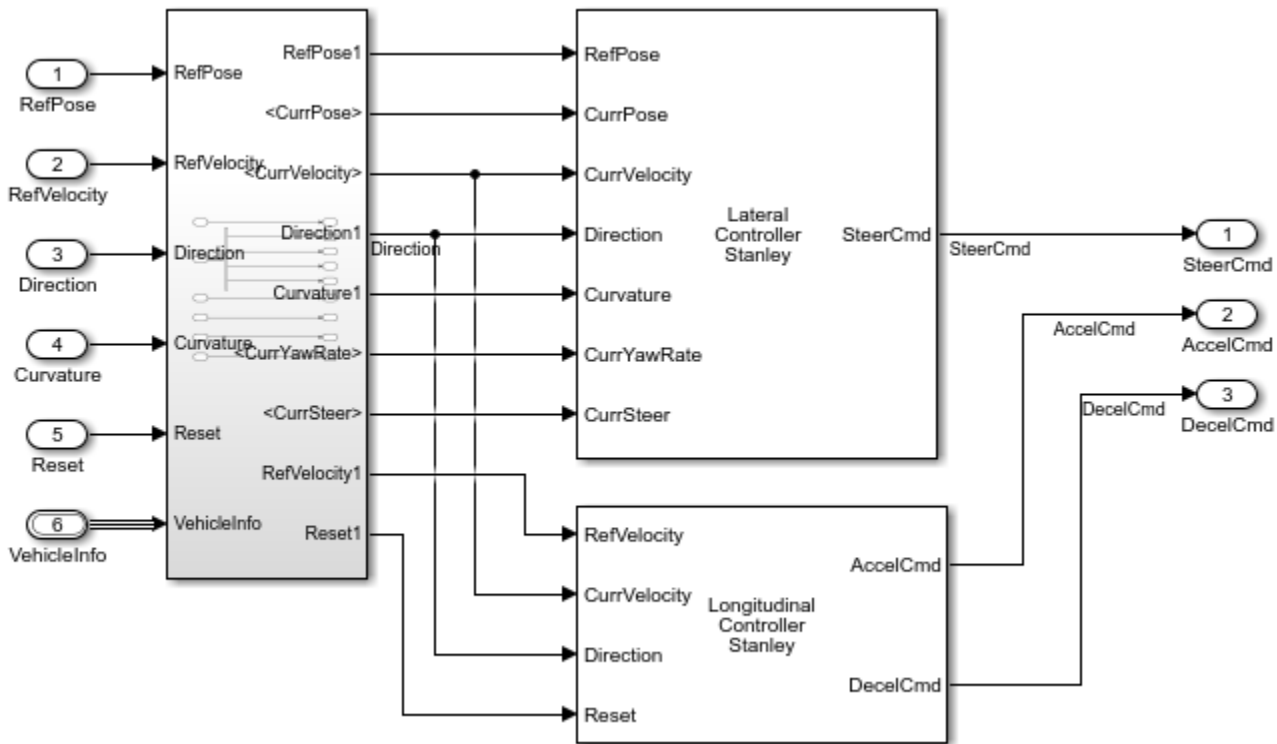 1
RefPose
2
RefVelocity
3
Direction
4
Curvature
5
Reset
6
VehicleInfo
RefPose
RefVelocity
Direction
Curvature
Reset
VehicleInfo
RefPose1
<CurrPose>
<CurrVelocity>
Direction1
Curvature1
<CurrYawRate>
<CurrSteer>
RefVelocity1
Reset1
Direction
RefPose
CurrPose
CurrVelocity
Direction
Curvature
CurrYawRate
CurrSteer
Lateral
Controller
Stanley
SteerCmd
SteerCmd
RefVelocity
CurrVelocity
Direction
Reset
Longitudinal
Controller
Stanley
AccelCmd
DecelCmd
AccelCmd
DecelCmd
1
SteerCmd
2
AccelCmd
3
DecelCmd